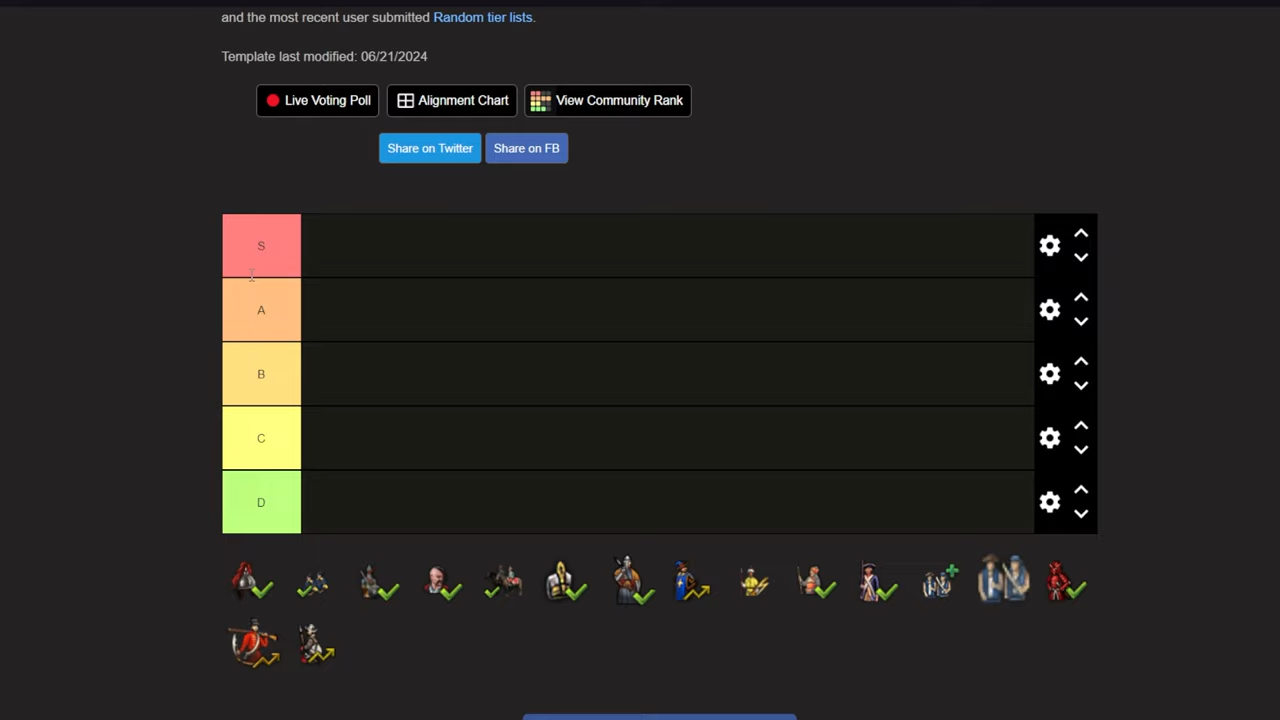 and the most recent user submitted Random tier lists.
Template last modified: 06/21/2024
Live Voting Poll
Alignment Chart
View Community Rank
Share on Twitter
Share on FB
S
A
B
C
D